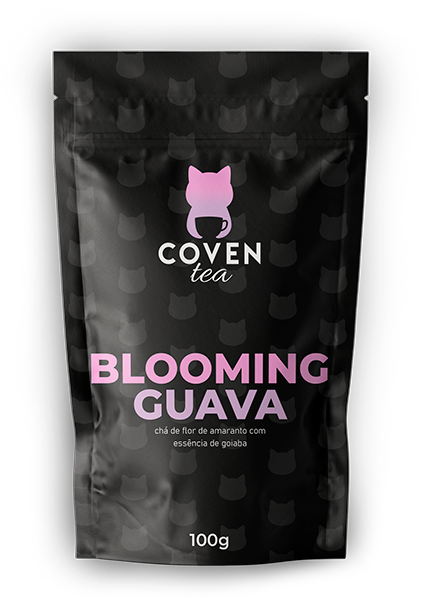 COVEN
tea
BLOOMING
GUAVA
chá de flor de amaranto com
essência de goiaba
100g